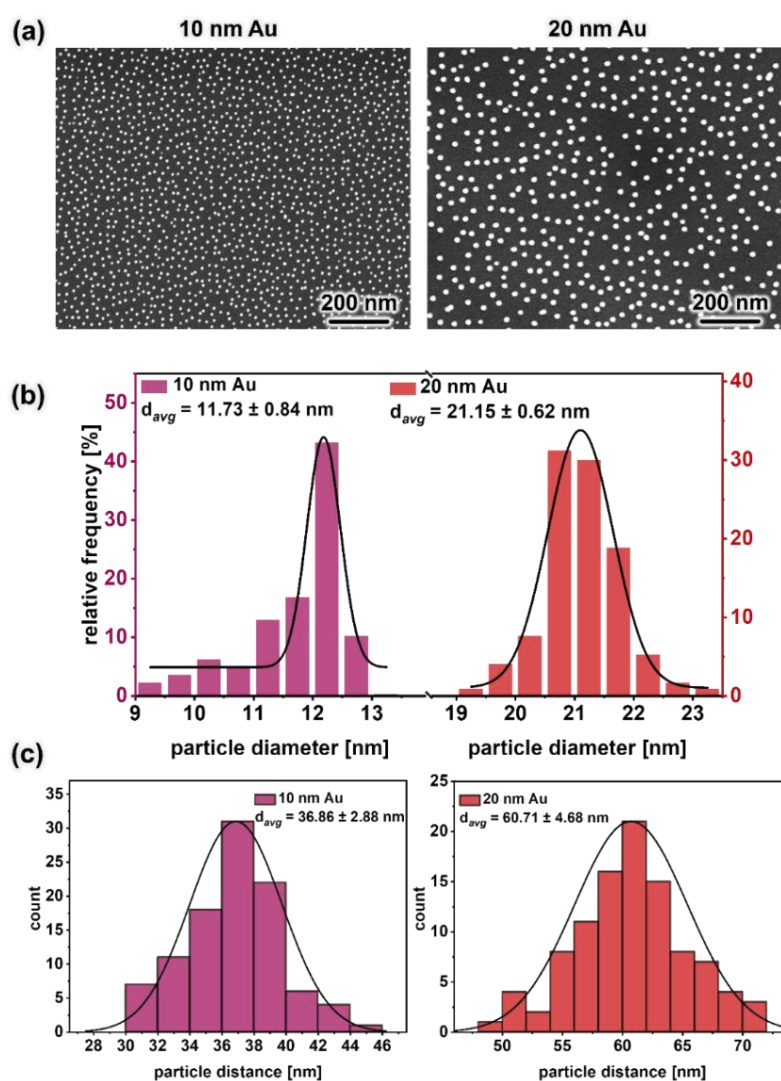 (a)
10 nm Au
20 nm Au
200 nm
200 nm
(b)
10 nm Au
d_avg = 11.73 ± 0.84 nm
20 nm Au
d_avg = 21.15 ± 0.62 nm
relative frequency [%]
50
40
30
20
10
0
40
30
20
10
0
9 10 11 12 13 19 20 21 22 23
particle diameter [nm]
particle diameter [nm]
(c)
10 nm Au
d_avg = 36.86 ± 2.88 nm
count
35
30
25
20
15
10
5
0
28 30 32 34 36 38 40 42 44 46
particle distance [nm]
20 nm Au
d_avg = 60.71 ± 4.68 nm
count
25
20
15
10
5
0
50 55 60 65 70
particle distance [nm]